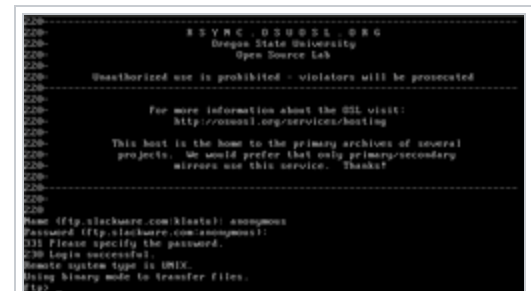 220-----------------------------------------------------------------------------
220- R S Y N C . O S U O S L . O R G
220- Oregon State University
220- Open Source Lab
220-
220- Unauthorized use is prohibited - violators will be prosecuted
220-----------------------------------------------------------------------------
220-
220- For more information about the OSL visit:
220- http://osuosl.org/services/hosting
220-
220- This host is the home to the primary archives of several
220- projects. We would prefer that only primary/secondary
220- mirrors use this service. Thanks!
220-
220-----------------------------------------------------------------------------
220-
220-
220
Name (ftp.slackware.com:klaatu): anonymous
Password (ftp.slackware.com:anonymous):
331 Please specify the password.
230 Login successful.
Remote system type is UNIX.
Using binary mode to transfer files.
ftp> _